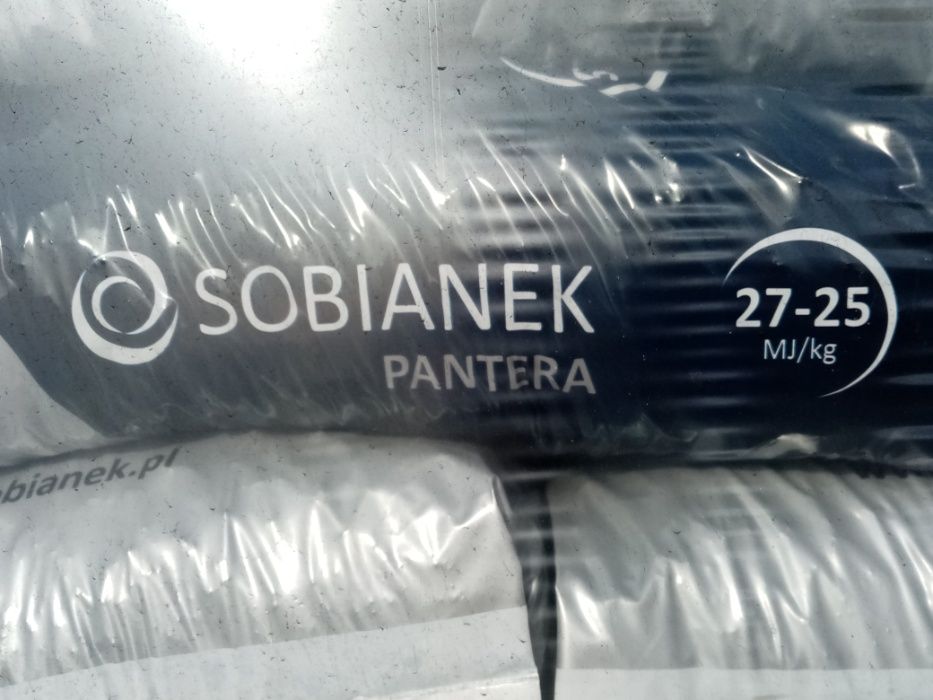 SOBIANEK
PANTERA
27-25
MJ/kg
obianek.pl